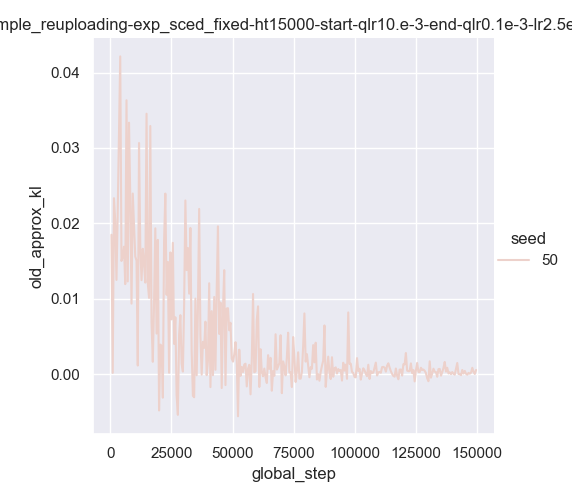 mple_reuploading-exp_sced_fixed-ht15000-start-qlr10.e-3-end-qlr0.1e-3-lr2.5e
0.04
0.03
0.02
0.01
0.00
old_approx_kl
0 25000 50000 75000 100000 125000 150000
global_step
seed
50